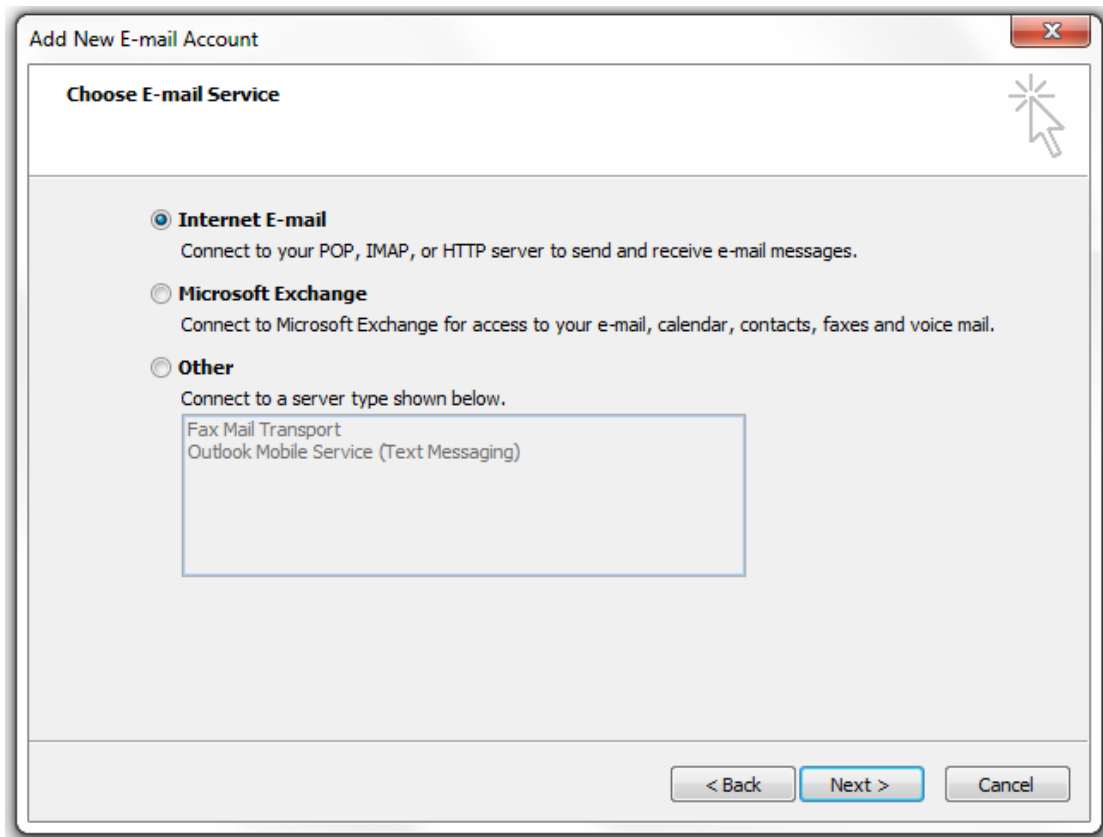 Add New E-mail Account
Choose E-mail Service
Internet E-mail
Connect to your POP, IMAP, or HTTP server to send and receive e-mail messages.
Microsoft Exchange
Connect to Microsoft Exchange for access to your e-mail, calendar, contacts, faxes and voice mail.
Other
Connect to a server type shown below.
Fax Mail Transport
Outlook Mobile Service (Text Messaging)
< Back Next > Cancel